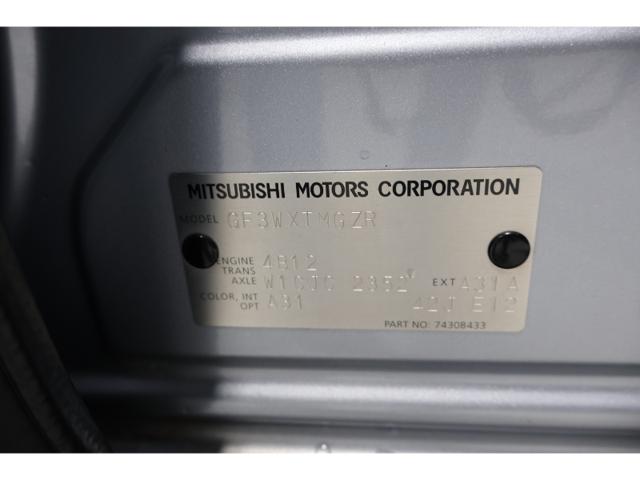 MITSUBISHI MOTORS CORPORATION
MODEL GF3WXTMGZR
ENGINE 4B12
TRANS AXLE W1CJC 2352 EXT A31A
COLOR, INT OPT A31 42J E12
PART NO: 74308433